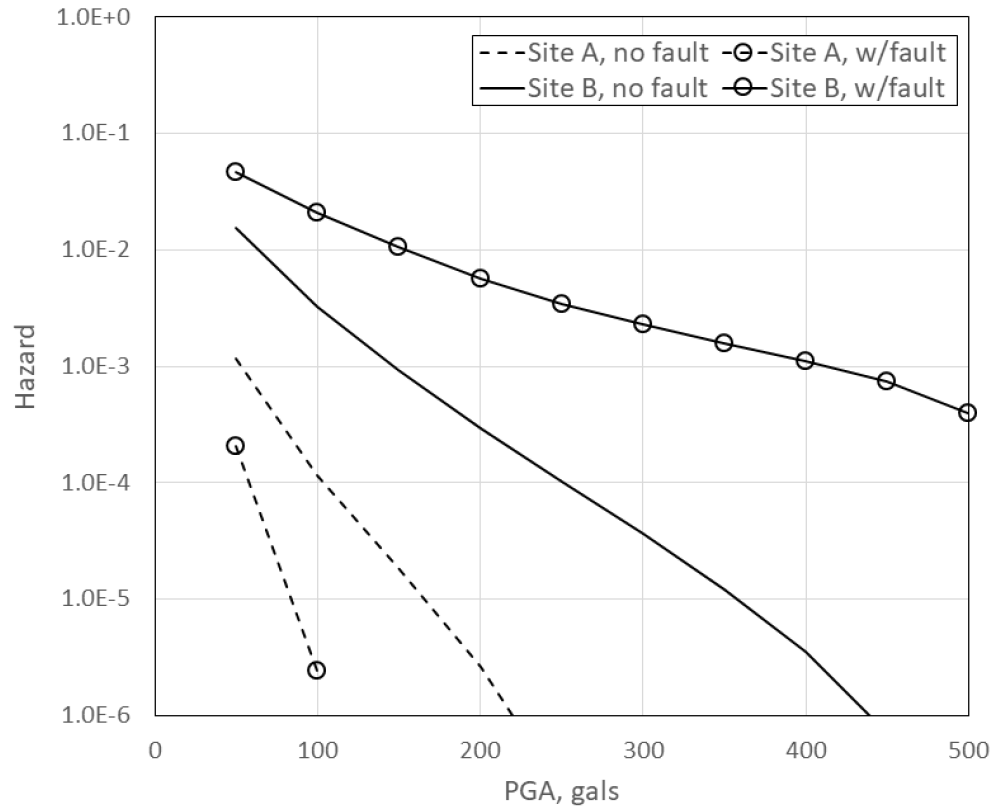 1.0E+0
Site A, no fault Site A, w/fault
Site B, no fault Site B, w/fault
1.0E-1
1.0E-2
1.0E-3
1.0E-4
1.0E-5
1.0E-6
Hazard
0 100 200 300 400 500
PGA, gals